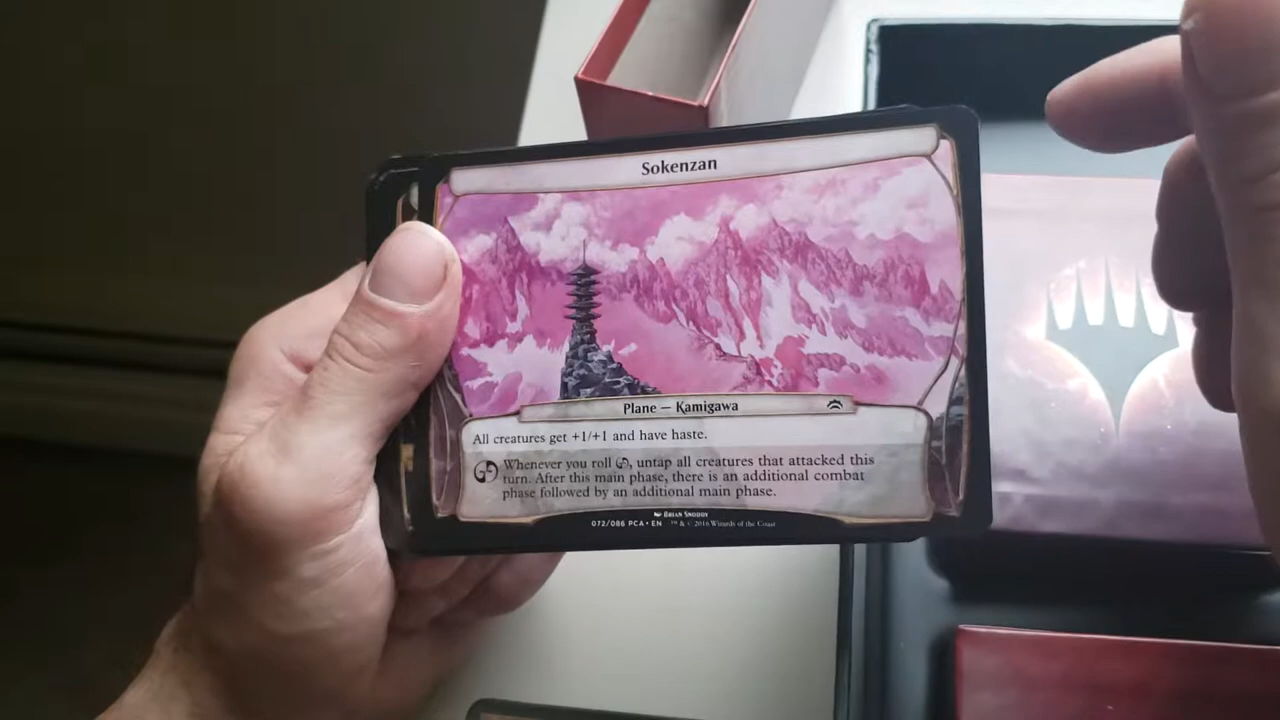 Sokenzan
Plane — Kamigawa
All creatures get +1/+1 and have haste.
Whenever you roll , untap all creatures that attacked this
turn. After this main phase, there is an additional combat
phase followed by an additional main phase.
Brian Snoddy
072/086 PCA • EN ™ & © 2016 Wizards of the Coast